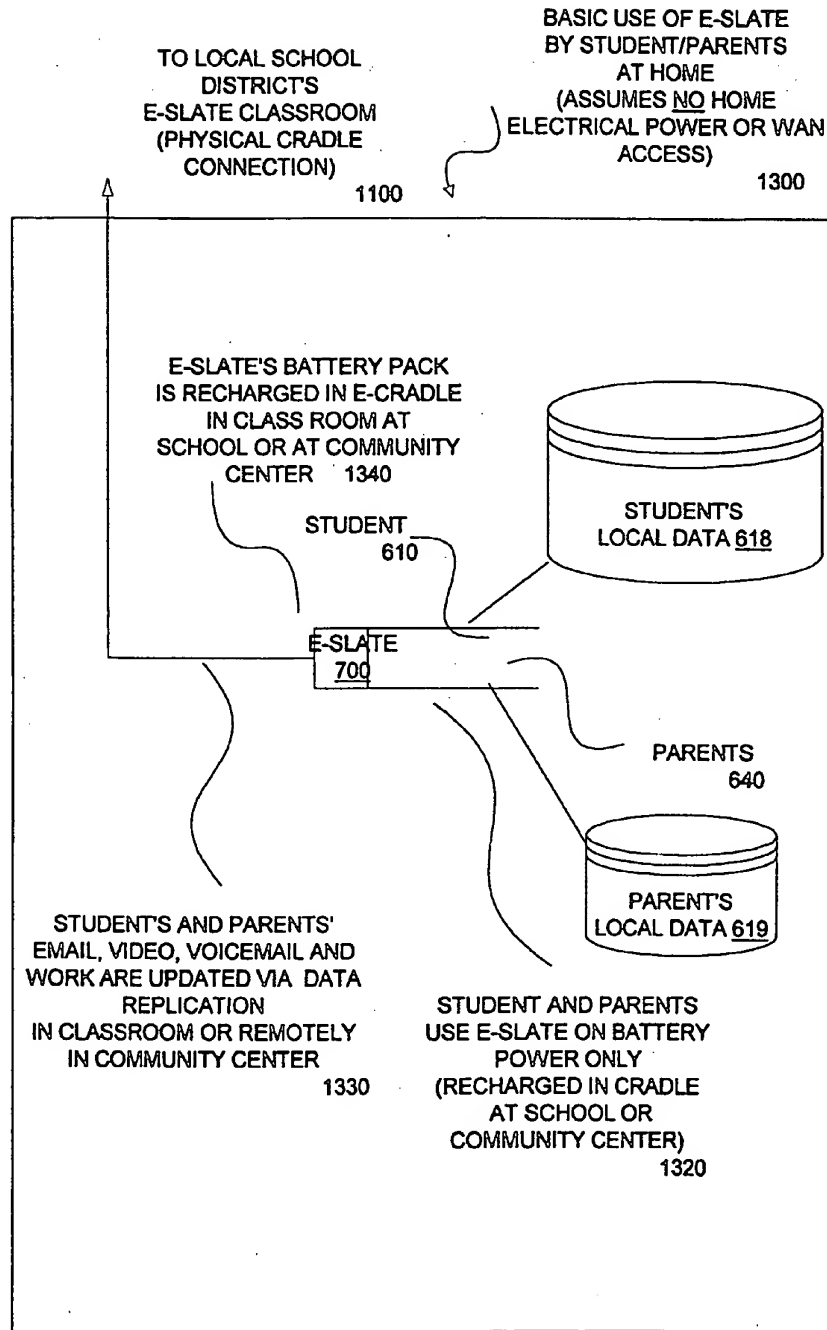 TO LOCAL SCHOOL
DISTRICT'S
E-SLATE CLASSROOM
(PHYSICAL CRADLE
CONNECTION)
1100
BASIC USE OF E-SLATE
BY STUDENT/PARENTS
AT HOME
(ASSUMES NO HOME
ELECTRICAL POWER OR WAN
ACCESS)
1300
E-SLATE'S BATTERY PACK
IS RECHARGED IN E-CRADLE
IN CLASS ROOM AT
SCHOOL OR AT COMMUNITY
CENTER 1340
STUDENT
610
STUDENT'S
LOCAL DATA 618
E-SLATE
700
PARENTS
640
PARENT'S
LOCAL DATA 619
STUDENT'S AND PARENTS'
EMAIL, VIDEO, VOICEMAIL AND
WORK ARE UPDATED VIA DATA
REPLICATION
IN CLASSROOM OR REMOTELY
IN COMMUNITY CENTER
1330
STUDENT AND PARENTS
USE E-SLATE ON BATTERY
POWER ONLY
(RECHARGED IN CRADLE
AT SCHOOL OR
COMMUNITY CENTER)
1320